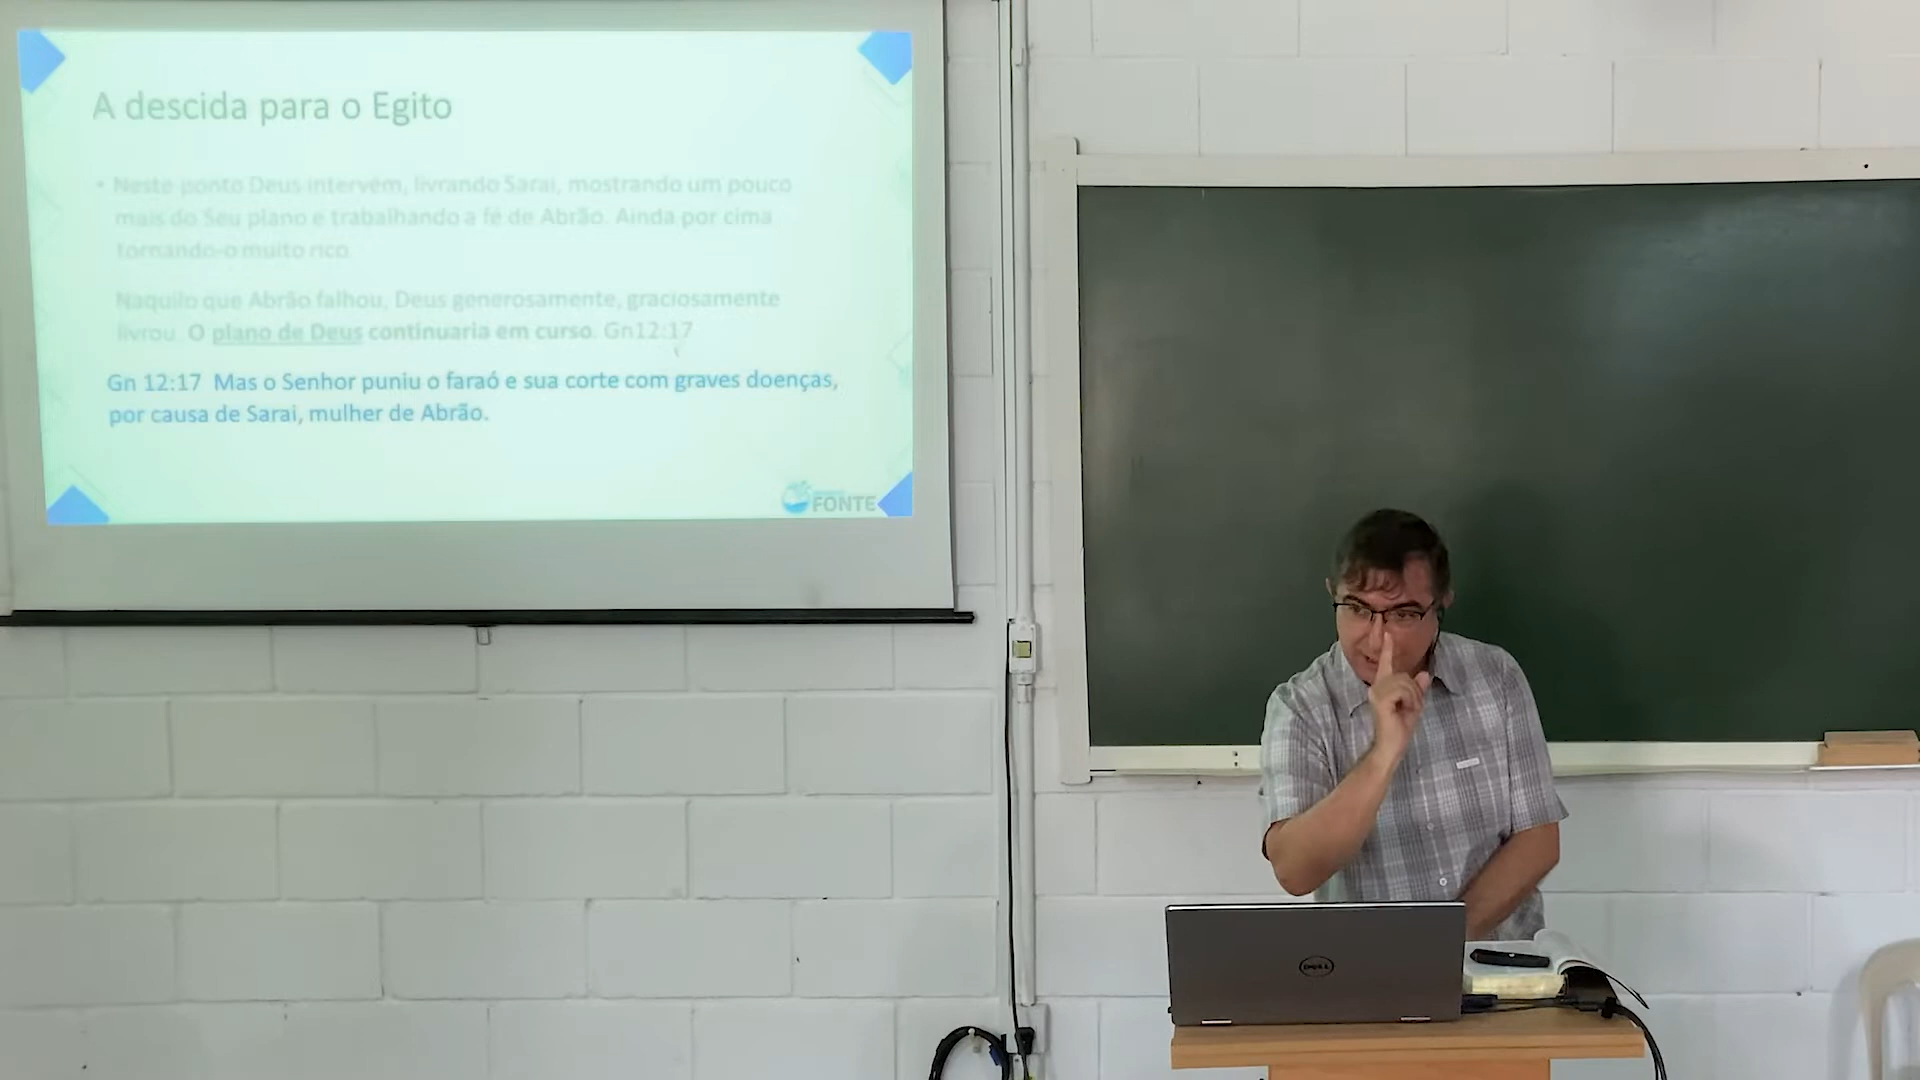 A descida para o Egito
• Neste ponto Deus intervém, livrando Sarai, mostrando um pouco
mais do Seu plano e trabalhando a fé de Abrão. Ainda por cima
tornando-o muito rico.
Naquilo que Abrão falhou, Deus generosamente, graciosamente
livrou. O plano de Deus continuaria em curso. Gn12:17
Gn 12:17 Mas o Senhor puniu o faraó e sua corte com graves doenças,
por causa de Sarai, mulher de Abrão.
FONTE
DELL